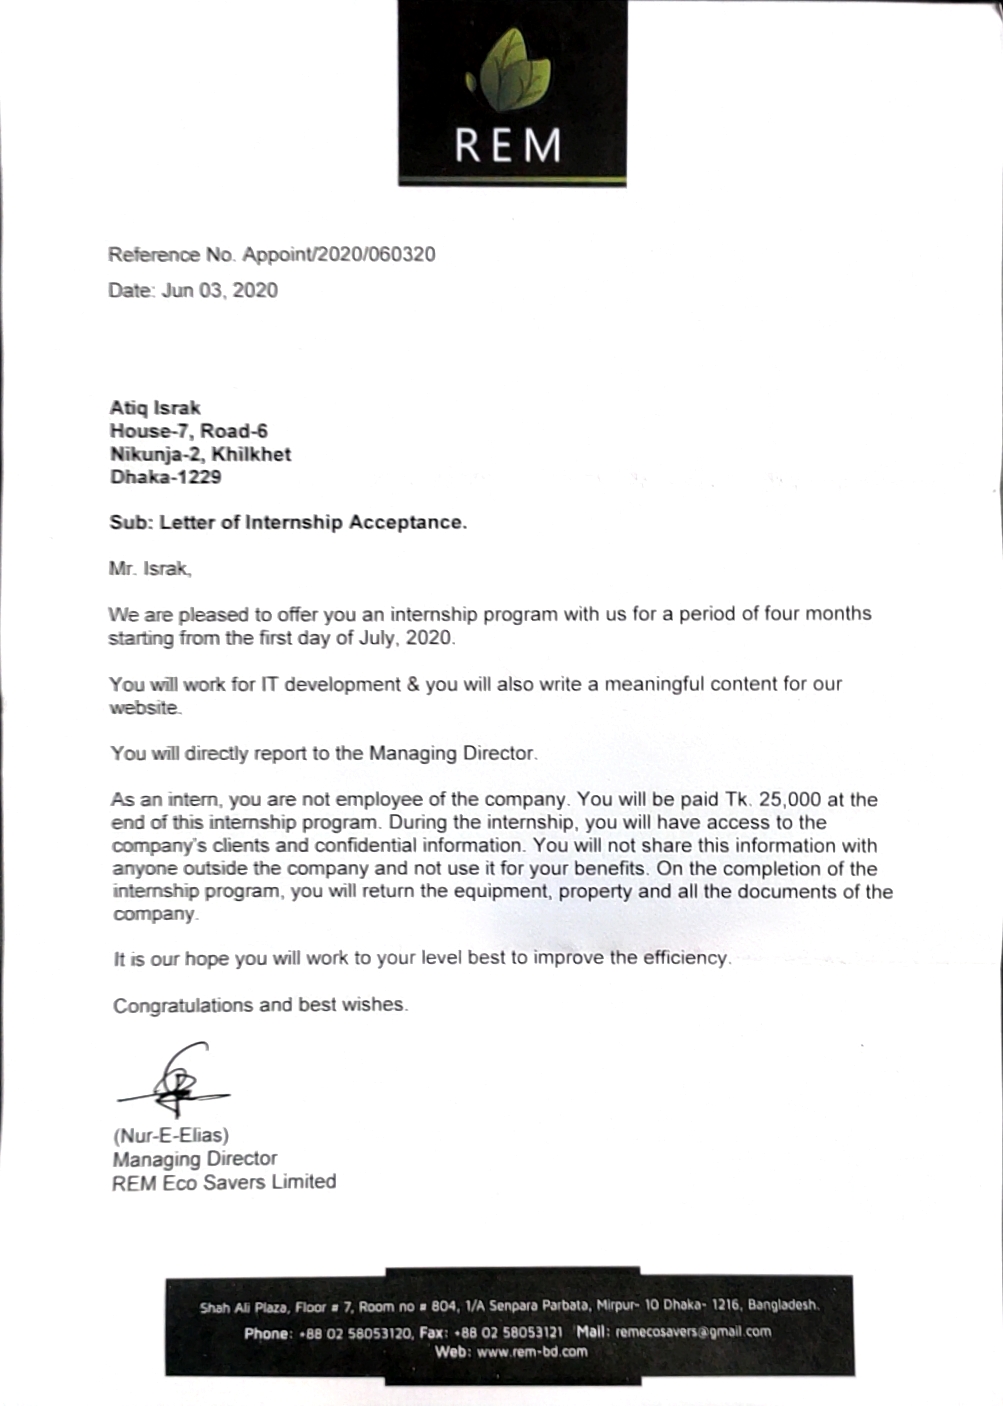 REM
Reference No. Appoint/2020/060320
Date: Jun 03, 2020
Atiq Israk
House-7, Road-6
Nikunja-2, Khilkhet
Dhaka-1229
Sub: Letter of Internship Acceptance.
Mr. Israk,
We are pleased to offer you an internship program with us for a period of four months
starting from the first day of July, 2020.
You will work for IT development & you will also write a meaningful content for our
website.
You will directly report to the Managing Director.
As an intern, you are not employee of the company. You will be paid Tk. 25,000 at the
end of this internship program. During the internship, you will have access to the
company's clients and confidential information. You will not share this information with
anyone outside the company and not use it for your benefits. On the completion of the
internship program, you will return the equipment, property and all the documents of the
company.
It is our hope you will work to your level best to improve the efficiency.
Congratulations and best wishes.
(Nur-E-Elias)
Managing Director
REM Eco Savers Limited
Shah Ali Plaza, Floor # 7, Room no # 804, 1/A Senpara Parbata, Mirpur- 10 Dhaka- 1216, Bangladesh.
Phone: +88 02 58053120, Fax: +88 02 58053121 Mail: remecosavers@gmail.com
Web: www.rem-bd.com